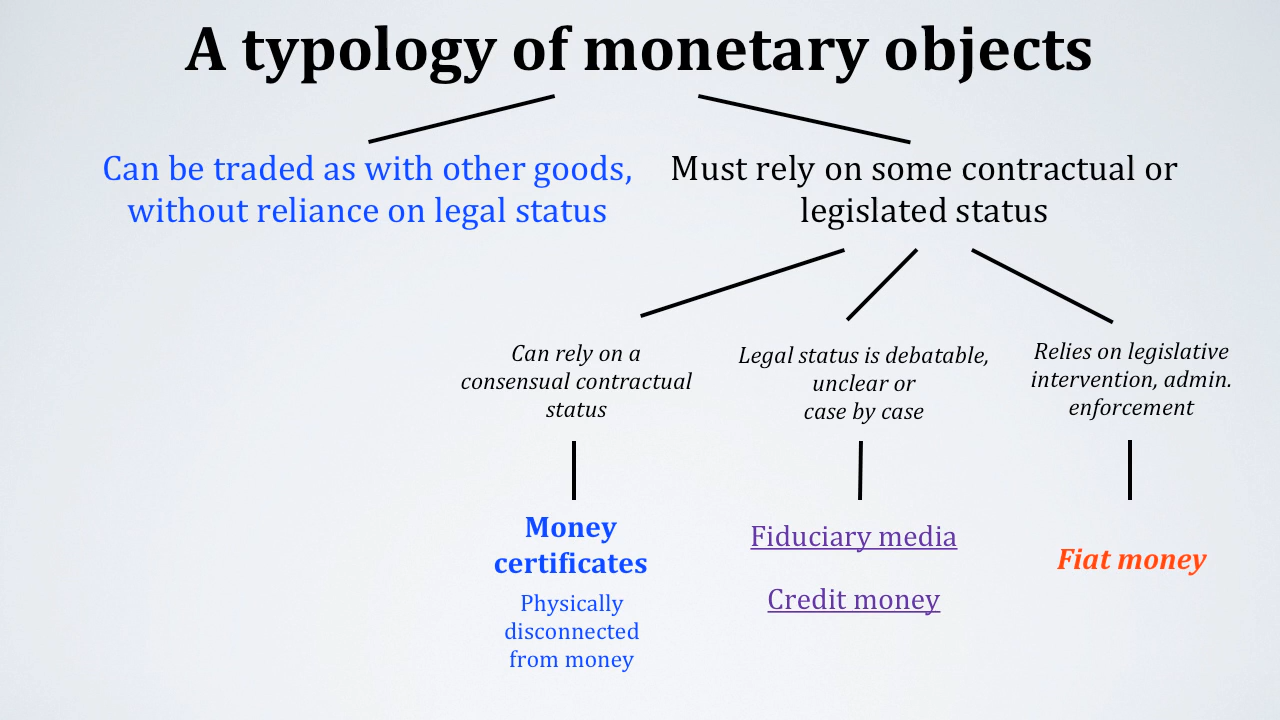 A typology of monetary objects
Can be traded as with other goods,
without reliance on legal status
Must rely on some contractual or
legislated status
Can rely on a
consensual contractual
status
Legal status is debatable,
unclear or
case by case
Relies on legislative
intervention, admin.
enforcement
Money
certificates
Physically
disconnected
from money
Fiduciary media
Credit money
Fiat money